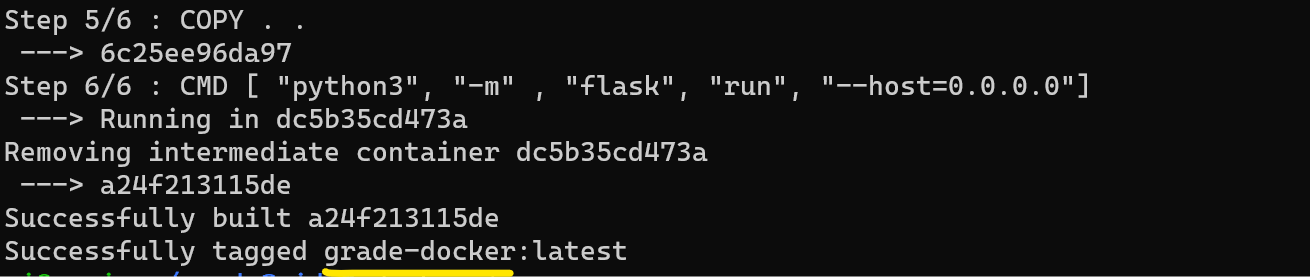 Step 5/6 : COPY . .
 ---> 6c25ee96da97
Step 6/6 : CMD [ "python3", "-m" , "flask", "run", "--host=0.0.0.0"]
 ---> Running in dc5b35cd473a
Removing intermediate container dc5b35cd473a
 ---> a24f213115de
Successfully built a24f213115de
Successfully tagged grade-docker:latest